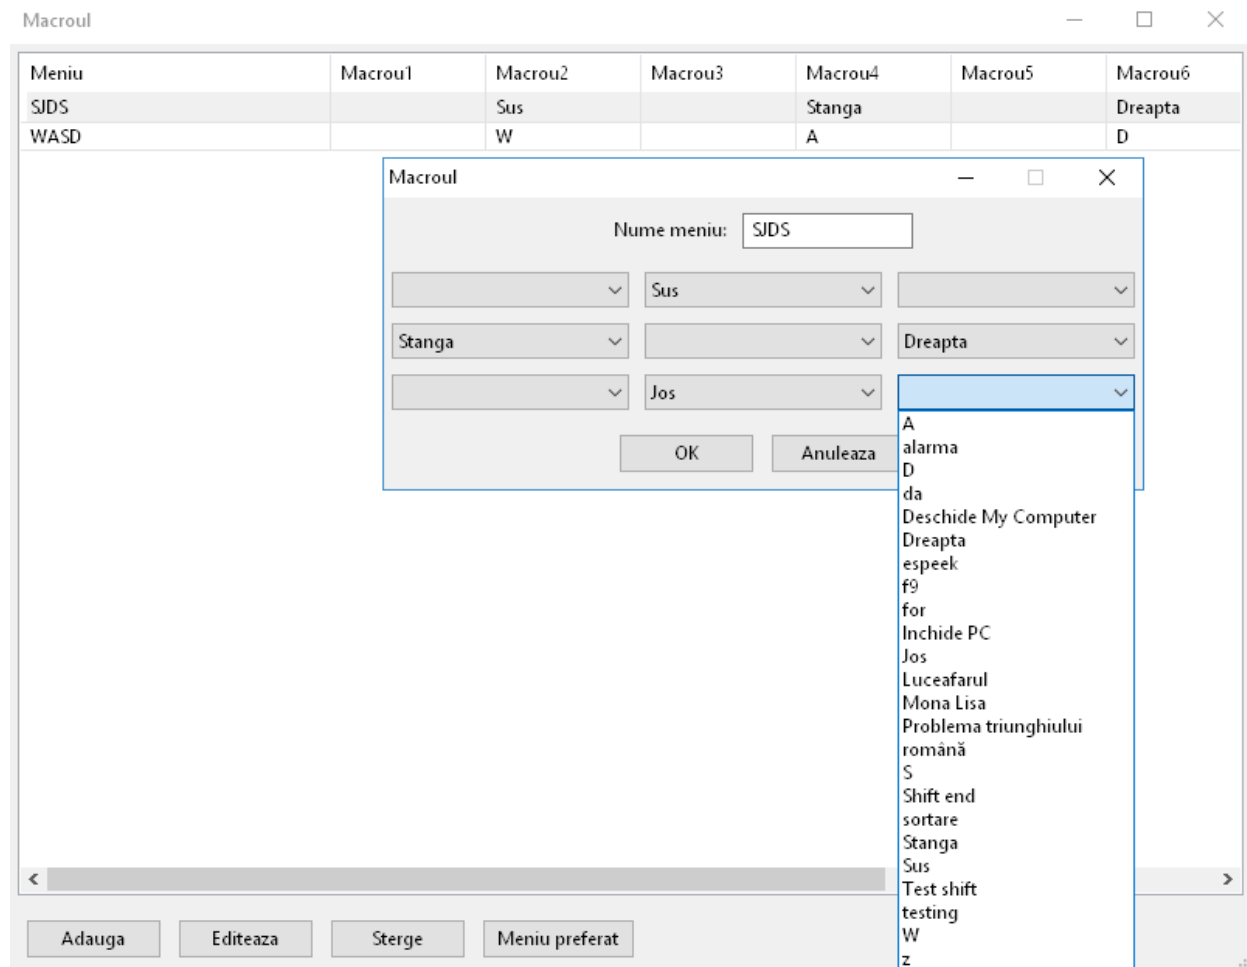 Macroul
Meniu Macrou1 Macrou2 Macrou3 Macrou4 Macrou5 Macrou6
SJDS Sus Stanga Dreapta
WASD W A D
Macroul
Nume meniu: SJDS
Sus
Stanga Dreapta
Jos
OK Anuleaza
A
alarma
D
da
Deschide My Computer
Dreapta
espeek
f9
for
Inchide PC
Jos
Luceafarul
Mona Lisa
Problema triunghiului
română
S
Shift end
sortare
Stanga
Sus
Test shift
testing
W
z
Adauga Editeaza Sterge Meniu preferat